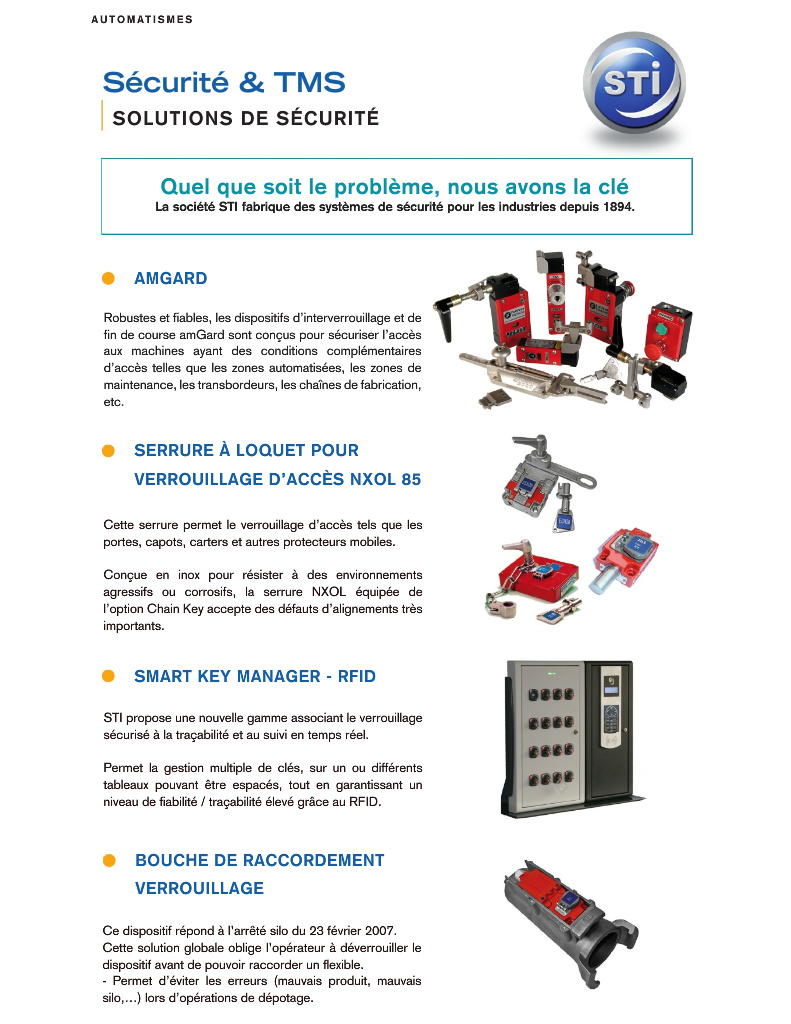 AUTOMATISMES
Sécurité & TMS
SOLUTIONS DE SÉCURITÉ
STi
Quel que soit le problème, nous avons la clé
La société STI fabrique des systèmes de sécurité pour les industries depuis 1894.
AMGARD
Robustes et fiables, les dispositifs d'interverrouillage et de
fin de course amGard sont conçus pour sécuriser l'accès
aux machines ayant des conditions complémentaires
d'accès telles que les zones automatisées, les zones de
maintenance, les transbordeurs, les chaînes de fabrication,
etc.
SERRURE À LOQUET POUR
VERROUILLAGE D'ACCÈS NXOL 85
Cette serrure permet le verrouillage d'accès tels que les
portes, capots, carters et autres protecteurs mobiles.
Conçue en inox pour résister à des environnements
agressifs ou corrosifs, la serrure NXOL équipée de
l'option Chain Key accepte des défauts d'alignements très
importants.
SMART KEY MANAGER - RFID
STI propose une nouvelle gamme associant le verrouillage
sécurisé à la traçabilité et au suivi en temps réel.
Permet la gestion multiple de clés, sur un ou différents
tableaux pouvant être espacés, tout en garantissant un
niveau de fiabilité / traçabilité élevé grâce au RFID.
BOUCHE DE RACCORDEMENT
VERROUILLAGE
Ce dispositif répond à l'arrêté silo du 23 février 2007.
Cette solution globale oblige l'opérateur à déverrouiller le
dispositif avant de pouvoir raccorder un flexible.
- Permet d'éviter les erreurs (mauvais produit, mauvais
silo,...) lors d'opérations de dépotage.